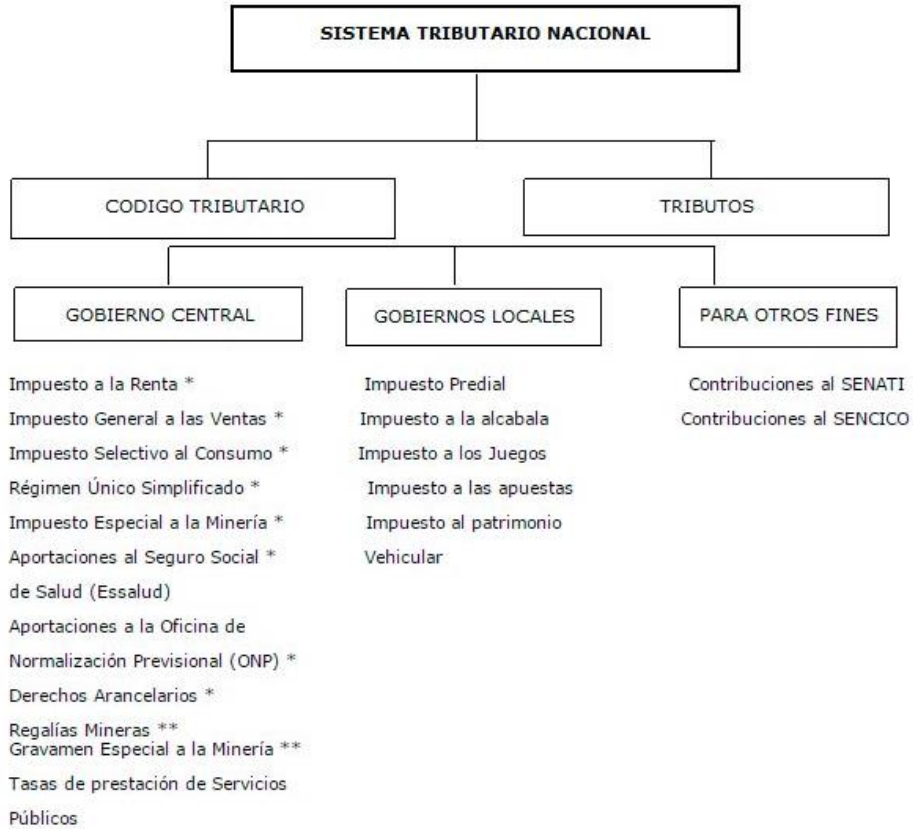 SISTEMA TRIBUTARIO NACIONAL
CODIGO TRIBUTARIO
TRIBUTOS
GOBIERNO CENTRAL
GOBIERNOS LOCALES
PARA OTROS FINES
Impuesto a la Renta *
Impuesto General a las Ventas *
Impuesto Selectivo al Consumo *
Régimen Único Simplificado *
Impuesto Especial a la Minería *
Aportaciones al Seguro Social *
de Salud (Essalud)
Aportaciones a la Oficina de
Normalización Previsional (ONP) *
Derechos Arancelarios *
Regalías Mineras **
Gravamen Especial a la Minería **
Tasas de prestación de Servicios
Públicos
Impuesto Predial
Impuesto a la alcabala
Impuesto a los Juegos
Impuesto a las apuestas
Impuesto al patrimonio
Vehicular
Contribuciones al SENATI
Contribuciones al SENCICO